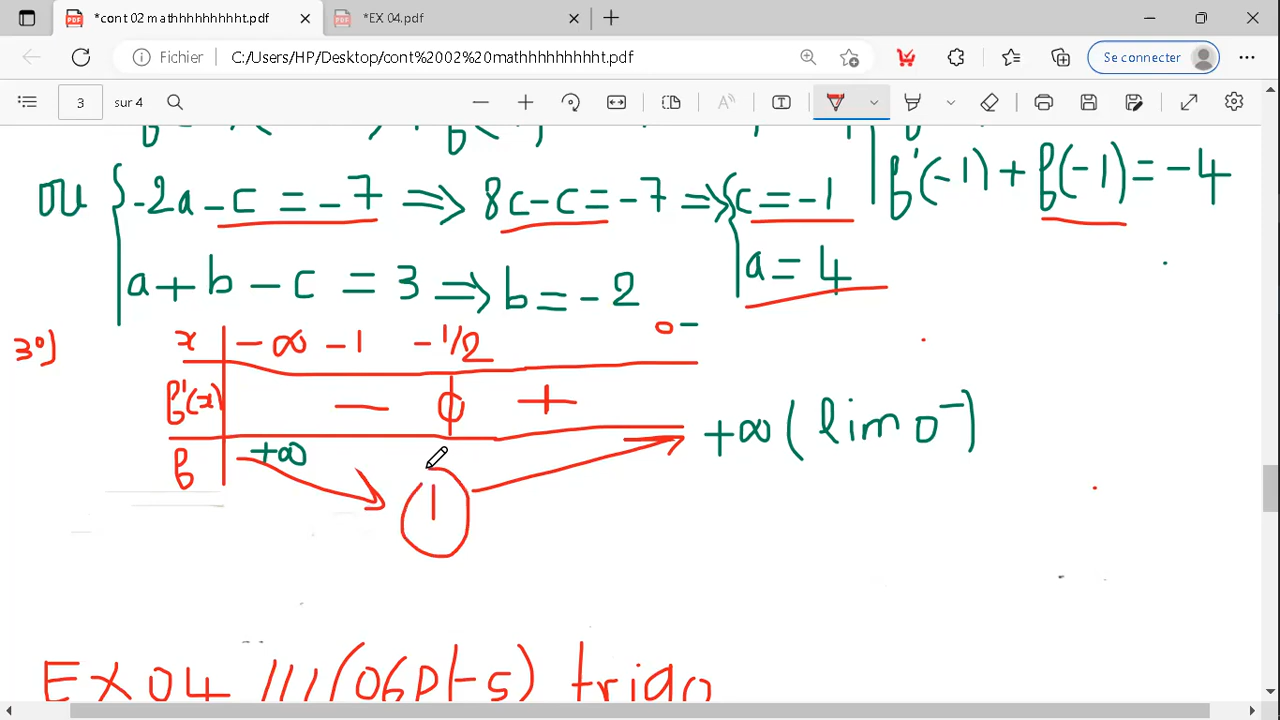 *cont 02 mathhhhhhhhht.pdf
*EX 04.pdf
Fichier C:/Users/HP/Desktop/cont%2002%20mathhhhhhhhht.pdf
Se connecter
3 sur 4
f'(-1) + f(-1) = -4
ou { -2a - c = -7 ⇒ 8c - c = -7 ⇒ { c = -1
a + b - c = 3 ⇒ b = -2
a = 4
3°) x -∞ -1 -1/2 0-
f'(x) - 0 +
f +∞ 1 +∞ (lim 0⁻)
EX 04 /// (06pts) trigo